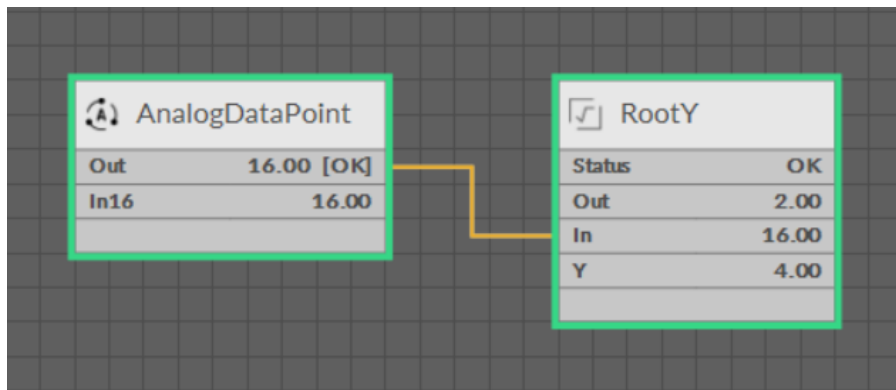 AnalogDataPoint
Out 16.00 [OK]
In16 16.00
RootY
Status OK
Out 2.00
In 16.00
Y 4.00